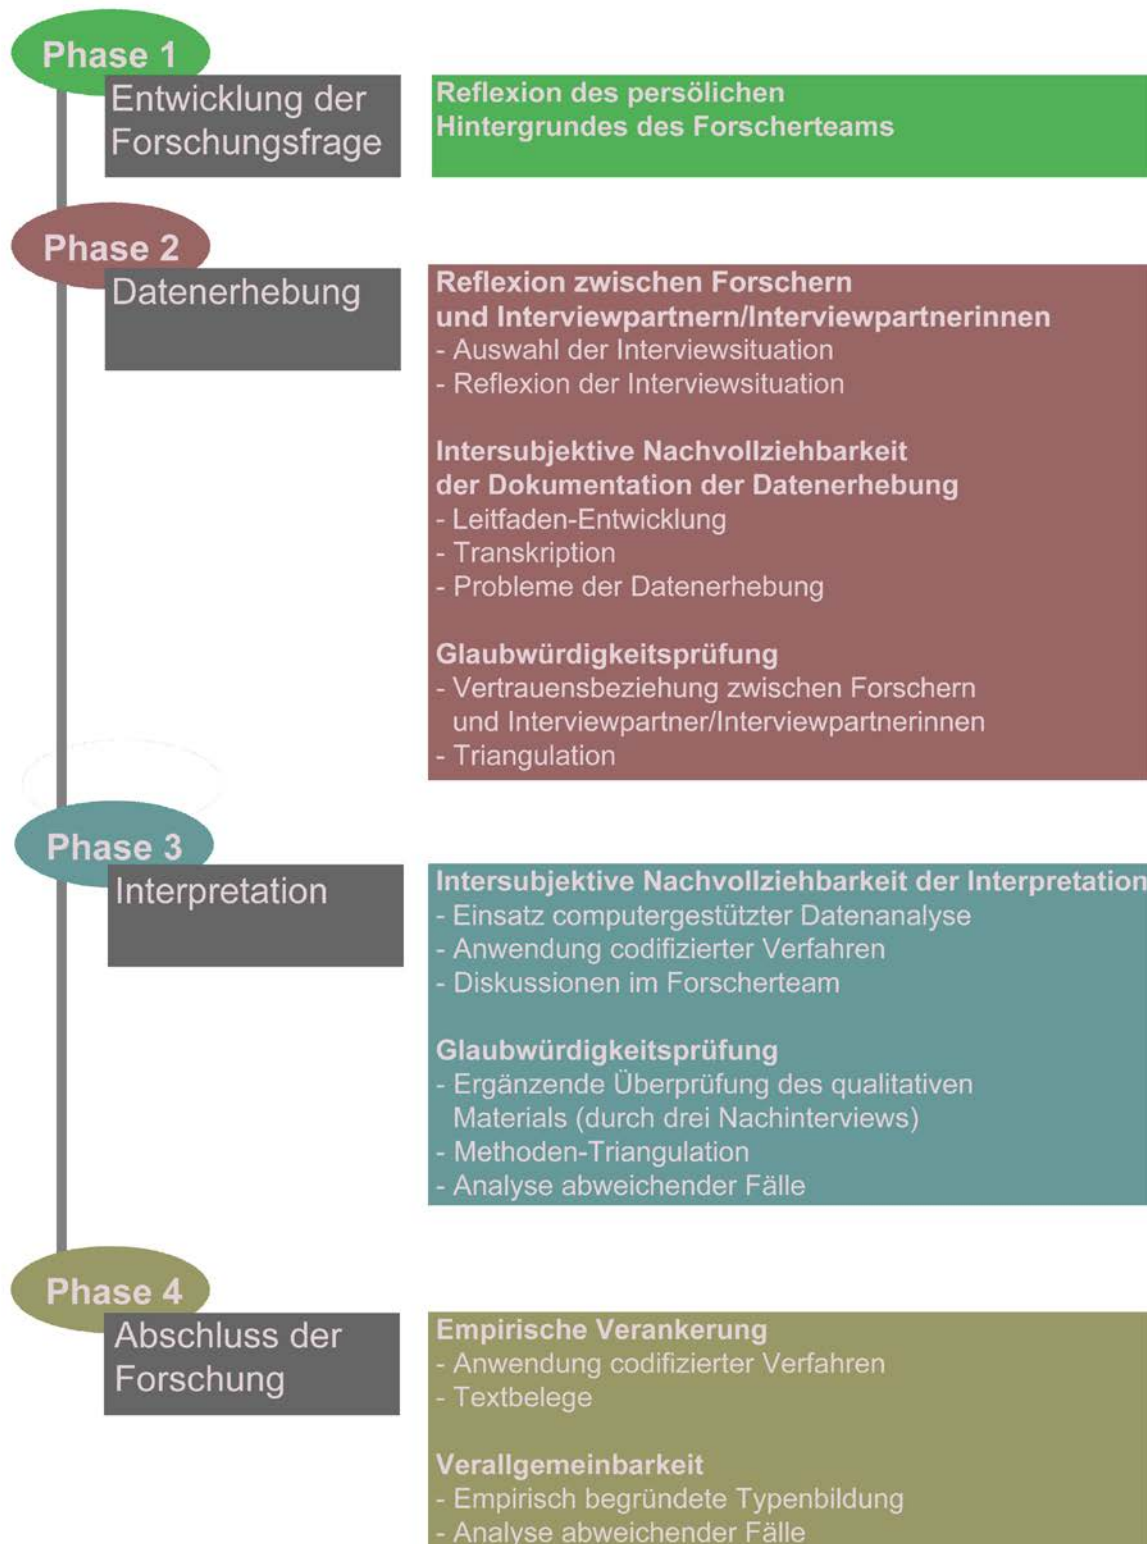 Phase 1
Entwicklung der
Forschungsfrage
Reflexion des persölichen
Hintergrundes des Forscherteams
Phase 2
Datenerhebung
Reflexion zwischen Forschern
und Interviewpartnern/Interviewpartnerinnen
- Auswahl der Interviewsituation
- Reflexion der Interviewsituation
Intersubjektive Nachvollziehbarkeit
der Dokumentation der Datenerhebung
- Leitfaden-Entwicklung
- Transkription
- Probleme der Datenerhebung
Glaubwürdigkeitsprüfung
- Vertrauensbeziehung zwischen Forschern
und Interviewpartner/Interviewpartnerinnen
- Triangulation
Phase 3
Interpretation
Intersubjektive Nachvollziehbarkeit der Interpretation
- Einsatz computergestützter Datenanalyse
- Anwendung codifizierter Verfahren
- Diskussionen im Forscherteam
Glaubwürdigkeitsprüfung
- Ergänzende Überprüfung des qualitativen
Materials (durch drei Nachinterviews)
- Methoden-Triangulation
- Analyse abweichender Fälle
Phase 4
Abschluss der
Forschung
Empirische Verankerung
- Anwendung codifizierter Verfahren
- Textbelege
Verallgemeinbarkeit
- Empirisch begründete Typenbildung
- Analyse abweichender Fälle